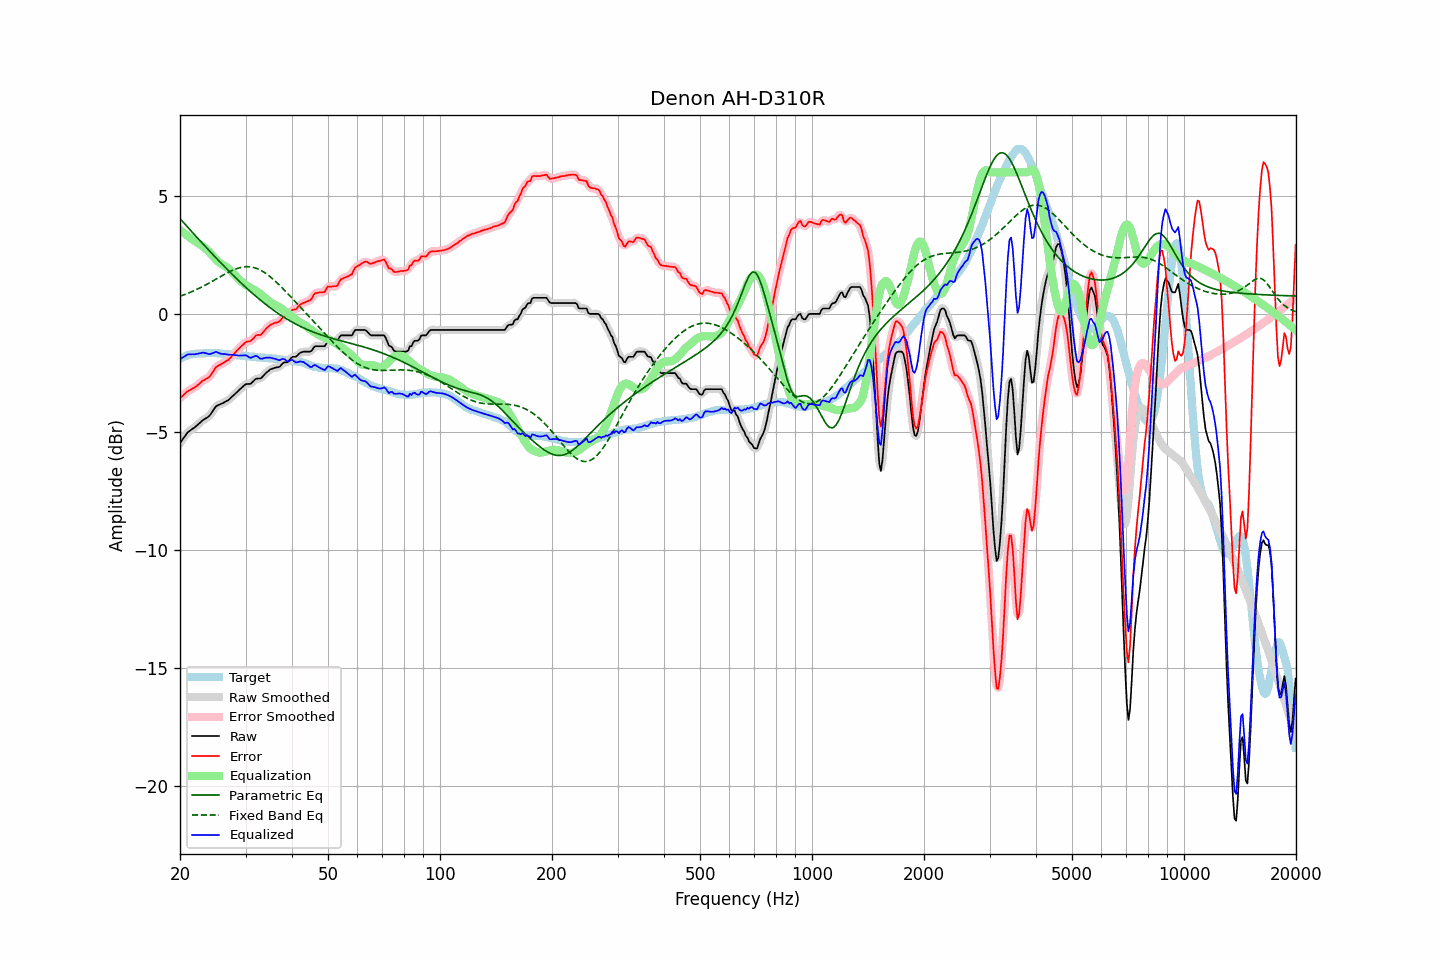 Denon AH-D310R
5
0
−5
−10
−15
−20
Amplitude (dBr)
Target
Raw Smoothed
Error Smoothed
Raw
Error
Equalization
Parametric Eq
Fixed Band Eq
Equalized
20
50
100
200
500
1000
2000
5000
10000
20000
Frequency (Hz)